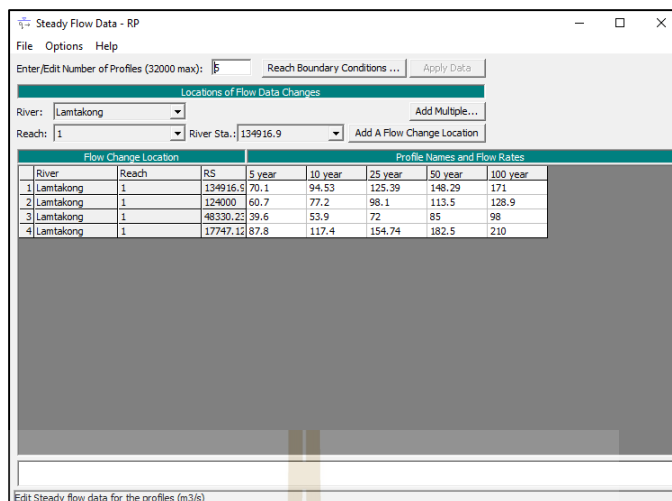 Steady Flow Data - RP
File Options Help
Enter/Edit Number of Profiles (32000 max): 5 Reach Boundary Conditions ... Apply Data
Locations of Flow Data Changes
River: Lamtakong Add Multiple...
Reach: 1 River Sta.: 134916.9 Add A Flow Change Location
Flow Change Location Profile Names and Flow Rates
River Reach RS 5 year 10 year 25 year 50 year 100 year
1 Lamtakong 1 134916.9 70.1 94.53 125.39 148.29 171
2 Lamtakong 1 124000 60.7 77.2 98.1 113.5 128.9
3 Lamtakong 1 48330.23 39.6 53.9 72 85 98
4 Lamtakong 1 17747.12 87.8 117.4 154.74 182.5 210
Edit Steady flow data for the profiles (m3/s)